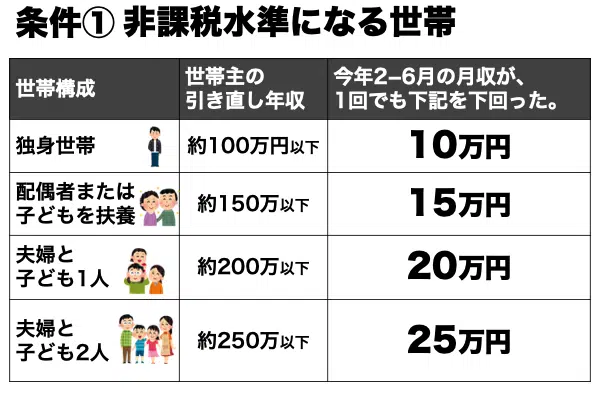 条件① 非課税水準になる世帯
世帯構成
世帯主の
引き直し年収
今年2−6月の月収が、
1回でも下記を下回った。
独身世帯
約100万円以下
10万円
配偶者または
子どもを扶養
約150万以下
15万円
夫婦と
子ども1人
約200万以下
20万円
夫婦と
子ども2人
約250万以下
25万円